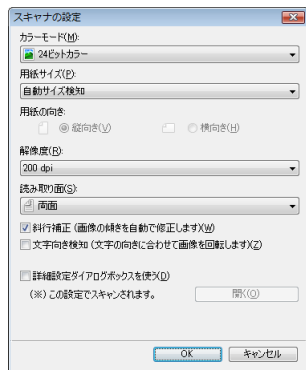 スキャナの設定
カラーモード(M):
24ビットカラー
用紙サイズ(P):
自動サイズ検知
用紙の向き:
縦向き(V)
横向き(H)
解像度(R):
200 dpi
読み取り面(S):
両面
斜行補正 (画像の傾きを自動で修正します)(W)
文字向き検知 (文字の向きに合わせて画像を回転します)(Z)
詳細設定ダイアログボックスを使う(D)
(※) この設定でスキャンされます。
開く(O)
OK
キャンセル